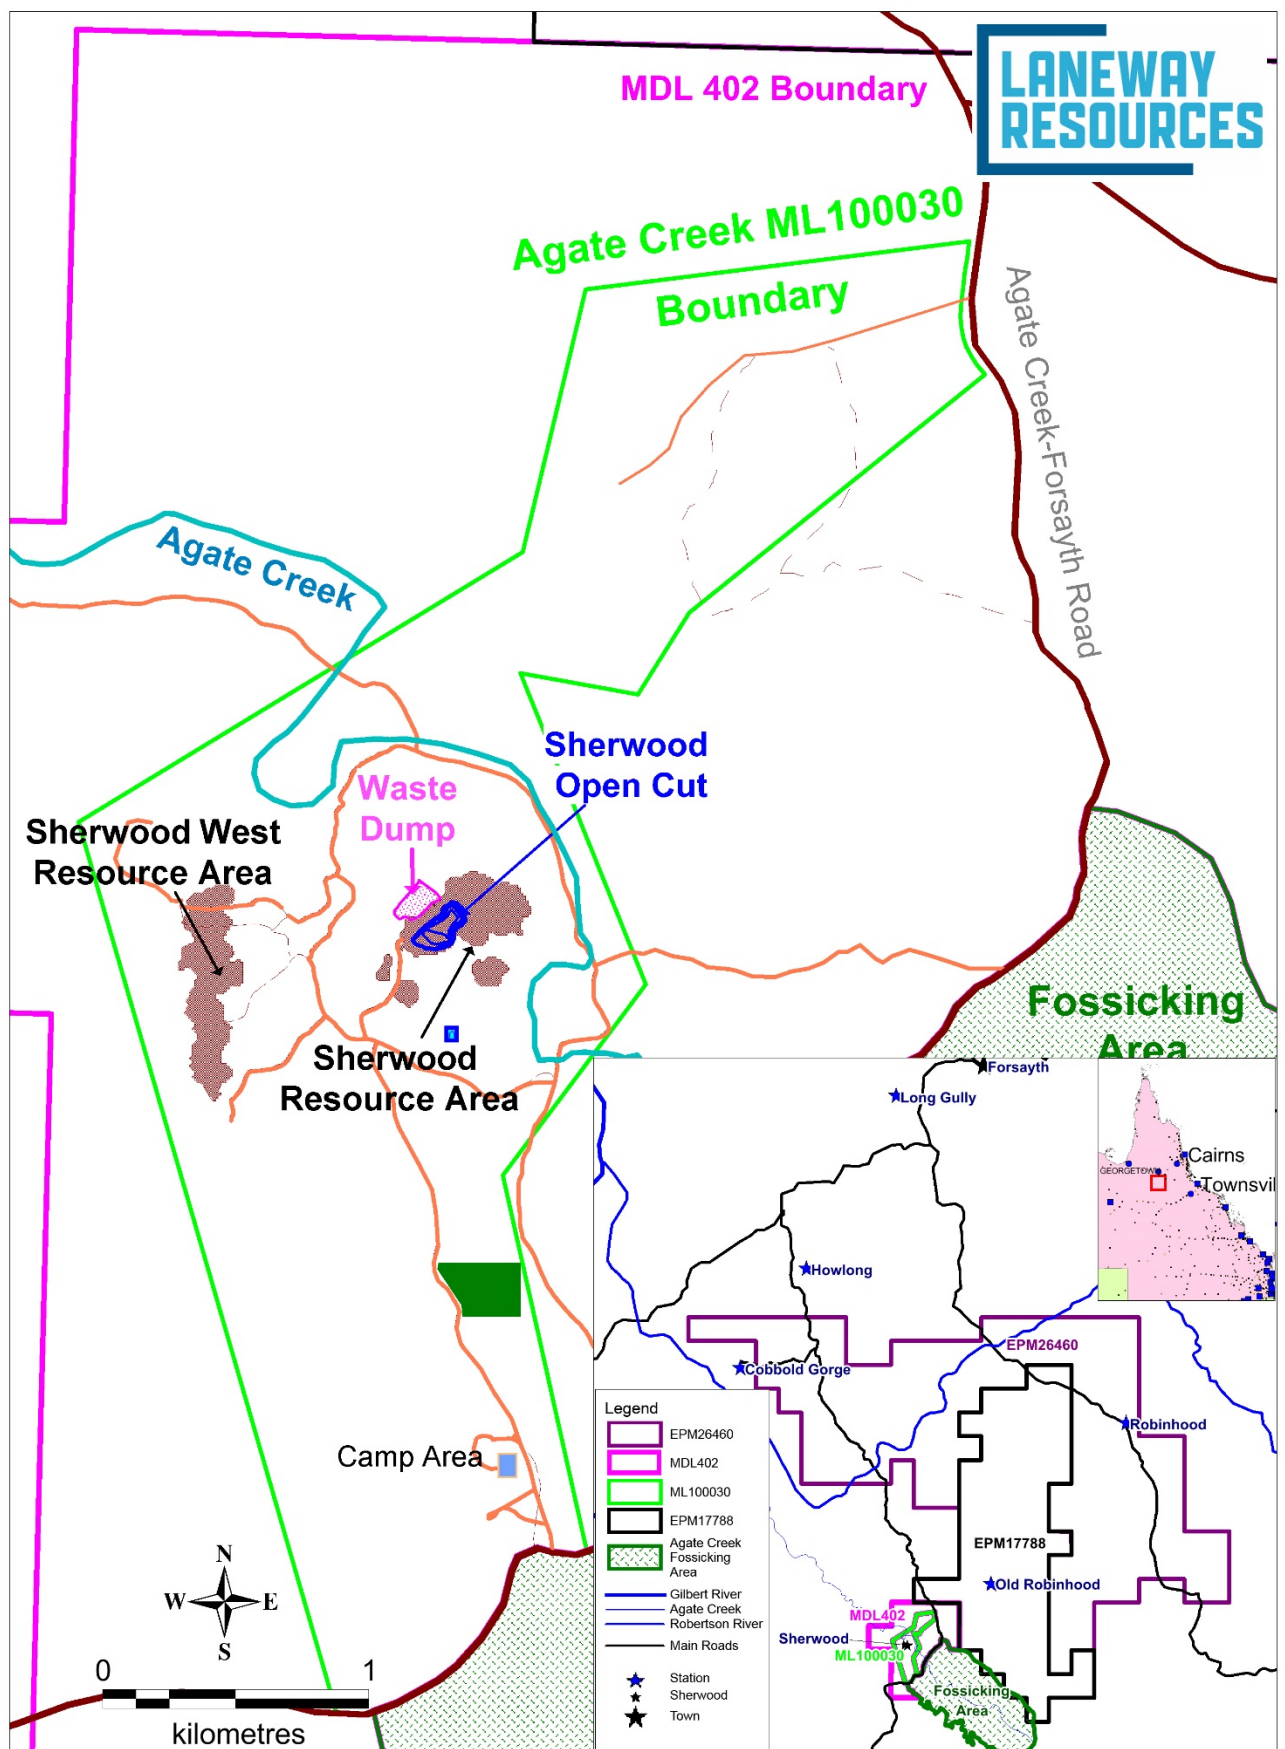 MDL 402 Boundary
LANEWAY
RESOURCES
Agate Creek ML100030
Boundary
Agate Creek-Forsayth Road
Agate Creek
Sherwood
Open Cut
Waste
Dump
Sherwood West
Resource Area
Fossicking
Area
Sherwood
Resource Area
Camp Area
N
W
E
S
0
1
kilometres
Forsayth
Long Gully
Cairns
GEORGETOWN
Townsvil
Howlong
EPM26460
Cobbold Gorge
Robinhood
EPM17788
Old Robinhood
MDL402
Sherwood
ML100030
Fossicking
Area
Legend
EPM26460
MDL402
ML100030
EPM17788
Agate Creek
Fossicking
Area
Gilbert River
Agate Creek
Robertson River
Main Roads
Station
Sherwood
Town